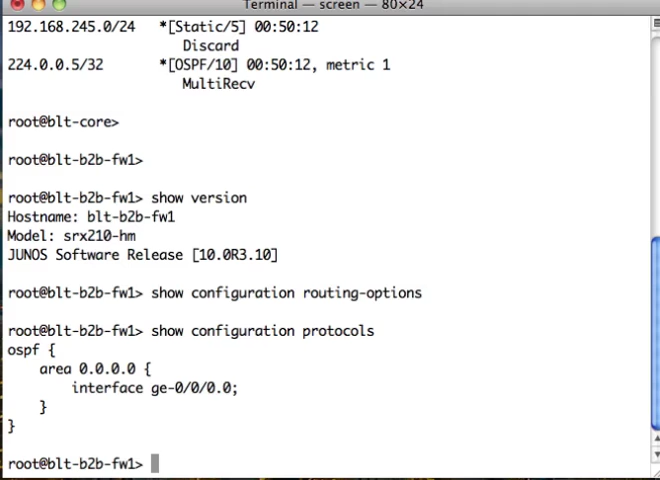 Terminal — screen — 80×24
192.168.245.0/24   *[Static/5] 00:50:12
                      Discard
224.0.0.5/32       *[OSPF/10] 00:50:12, metric 1
                      MultiRecv
root@blt-core>
root@blt-b2b-fw1>
root@blt-b2b-fw1> show version
Hostname: blt-b2b-fw1
Model: srx210-hm
JUNOS Software Release [10.0R3.10]
root@blt-b2b-fw1> show configuration routing-options
root@blt-b2b-fw1> show configuration protocols
ospf {
    area 0.0.0.0 {
        interface ge-0/0/0.0;
    }
}
root@blt-b2b-fw1>